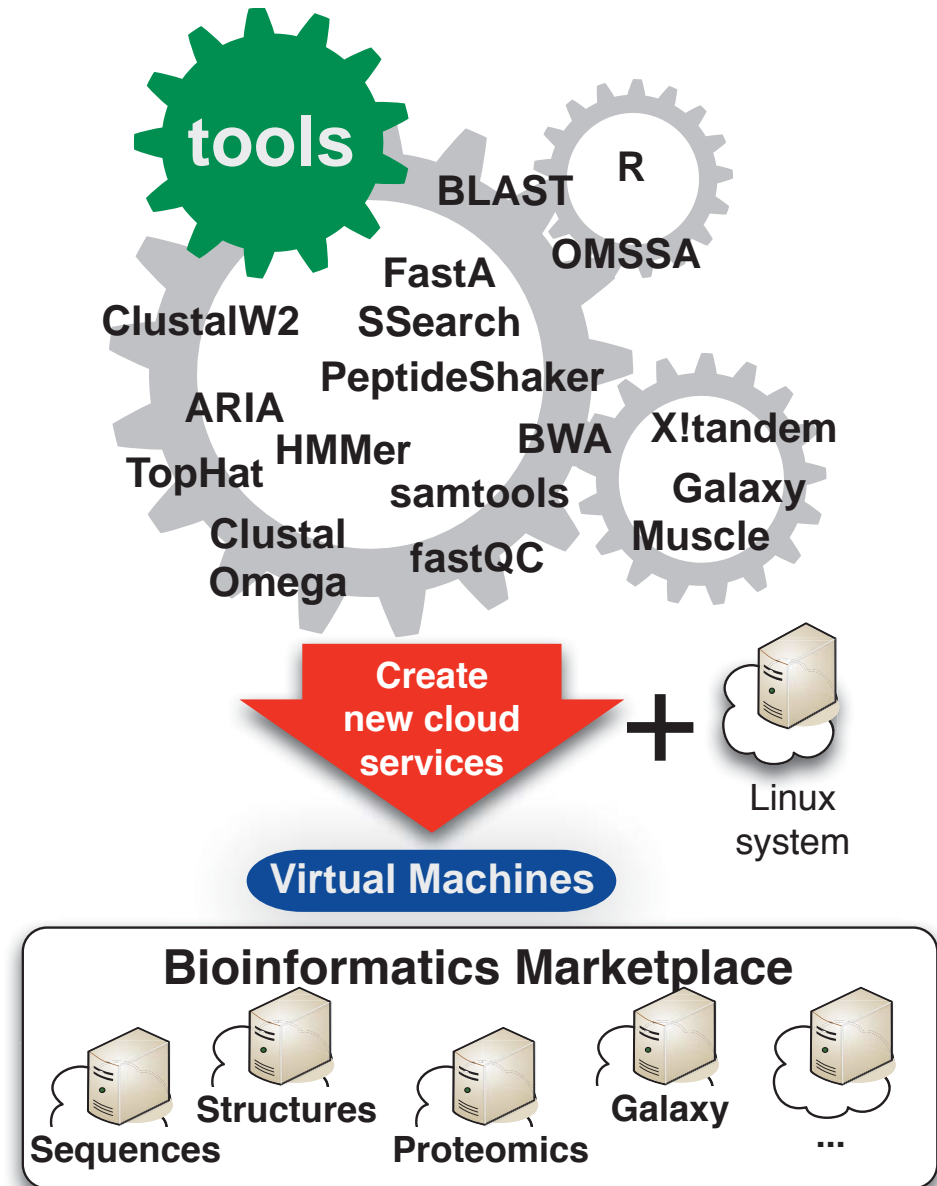 tools
BLAST
R
OMSSA
FastA
SSearch
ClustalW2
PeptideShaker
ARIA
HMMer
BWA
X!tandem
TopHat
samtools
Galaxy
Clustal
Omega
fastQC
Muscle
Create
new cloud
services
+
Linux
system
Virtual Machines
Bioinformatics Marketplace
Sequences
Structures
Proteomics
Galaxy
...